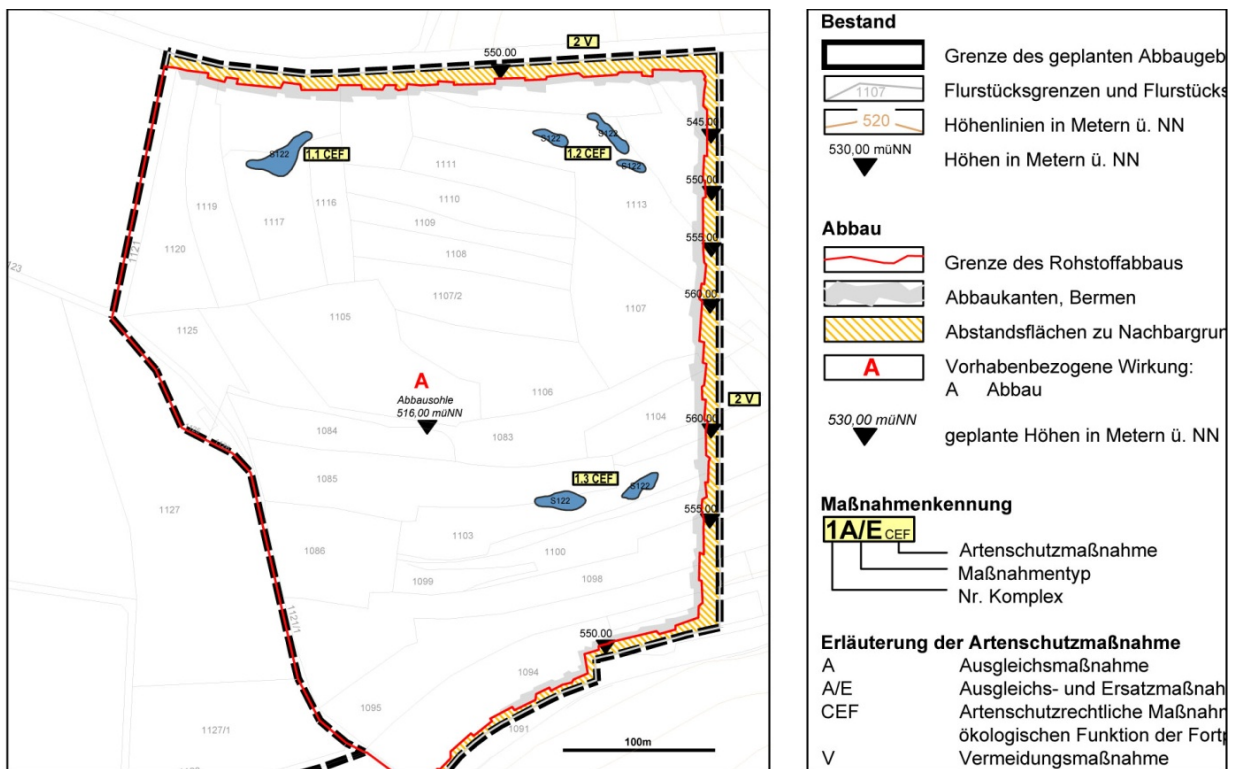 2 V
550.00
545.00
S122
1.1 CEF
S122
1.2 CEF
S122
1111
550.00
1119
1116
1110
1113
1117
1109
1121
1120
555.00
1108
123
1107/2
560.00
1105
1107
1125
A
Abbausohle
516,00 müNN
1106
2 V
1104
560.00
1084
1083
1085
1.3 CEF
S122
S122
1127
555.00
1103
1086
1100
1099
1098
1121/1
550.00
1094
1095
1127/1
1091
100m
Bestand
Grenze des geplanten Abbaugeb
1107
Flurstücksgrenzen und Flurstücks
520
Höhenlinien in Metern ü. NN
530,00 müNN
Höhen in Metern ü. NN
Abbau
Grenze des Rohstoffabbaus
Abbaukanten, Bermen
Abstandsflächen zu Nachbargrun
A
Vorhabenbezogene Wirkung:
A Abbau
530,00 müNN
geplante Höhen in Metern ü. NN
Maßnahmenkennung
1A/E CEF
Artenschutzmaßnahme
Maßnahmentyp
Nr. Komplex
Erläuterung der Artenschutzmaßnahme
A Ausgleichsmaßnahme
A/E Ausgleichs- und Ersatzmaßnah
CEF Artenschutzrechtliche Maßnahm
ökologischen Funktion der Fortp
V Vermeidungsmaßnahme